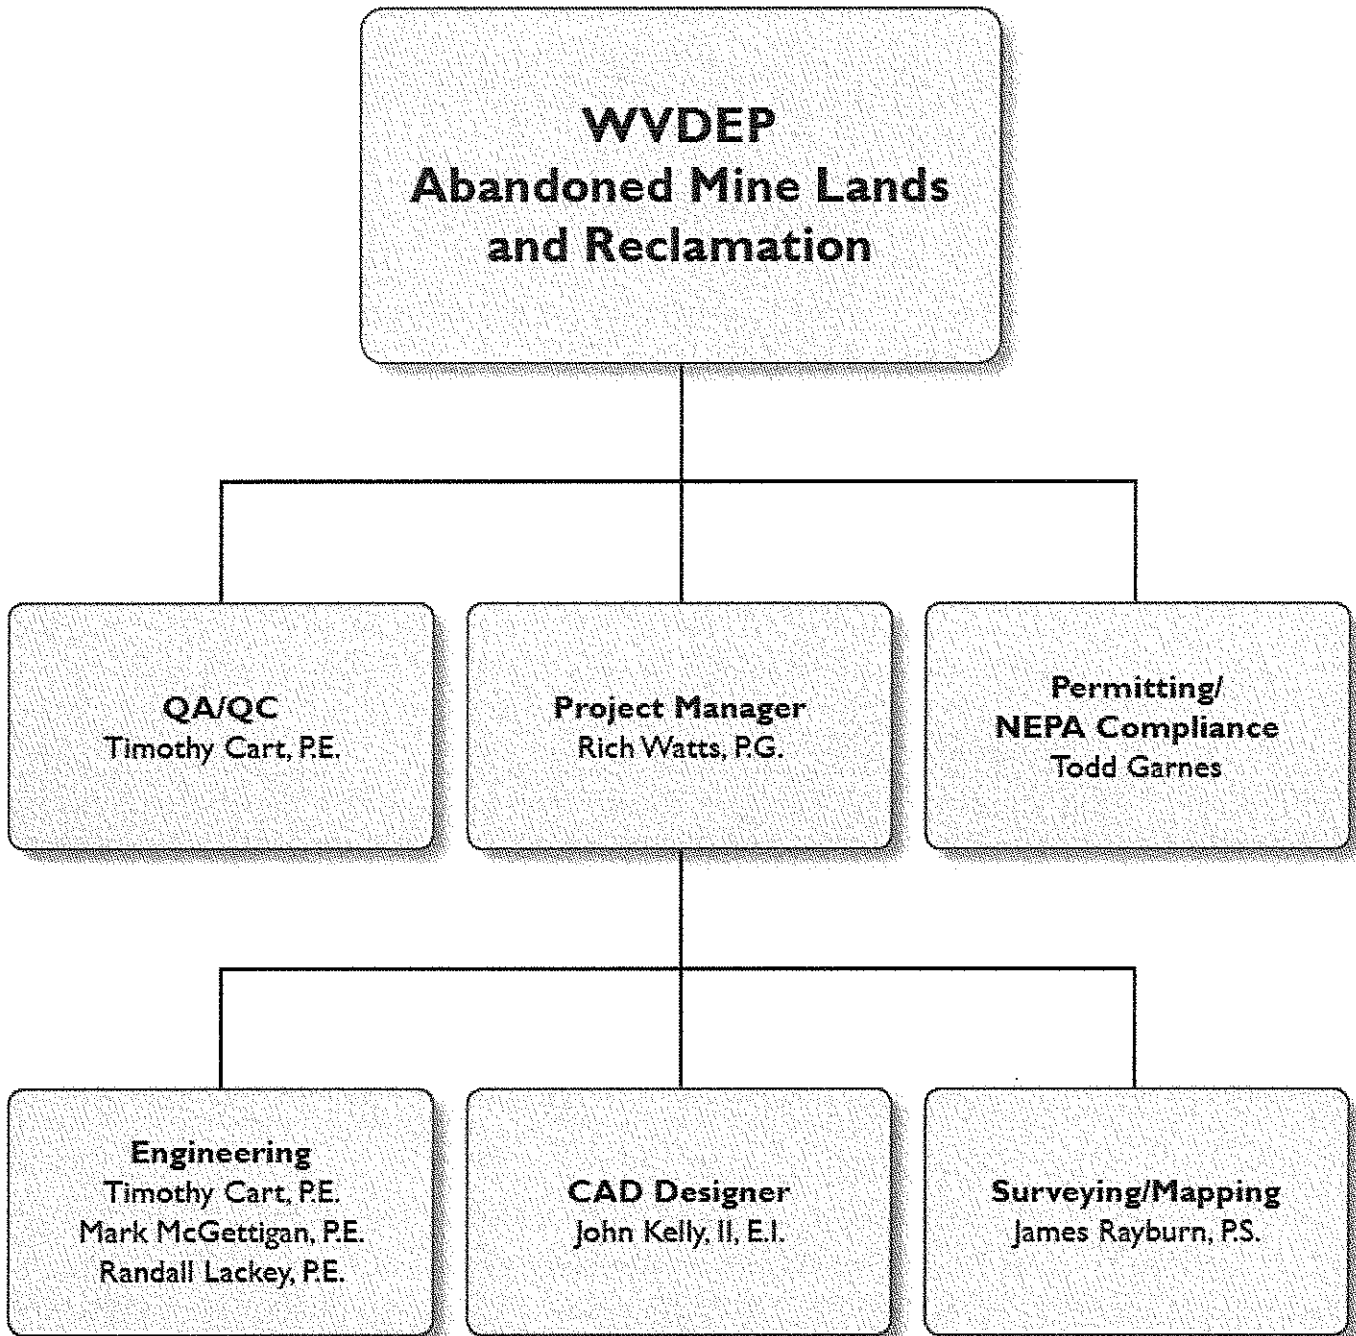 WVDEP
Abandoned Mine Lands
and Reclamation
QA/QC
Timothy Cart, P.E.
Project Manager
Rich Watts, P.G.
Permitting/
NEPA Compliance
Todd Garnes
Engineering
Timothy Cart, P.E.
Mark McGettigan, P.E.
Randall Lackey, P.E.
CAD Designer
John Kelly, II, E.I.
Surveying/Mapping
James Rayburn, P.S.